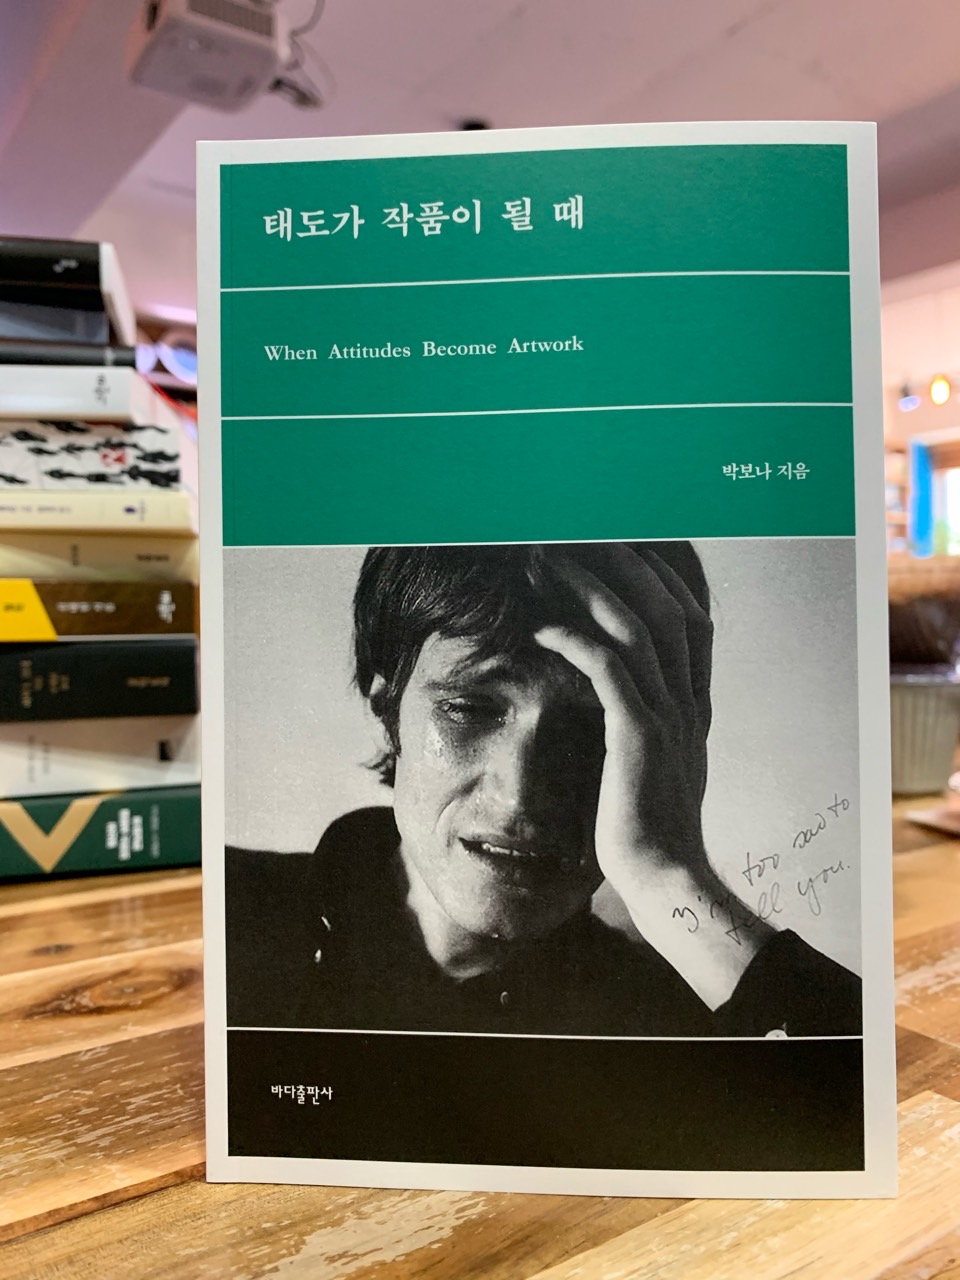 태도가 작품이 될 때
When Attitudes Become Artwork
박보나 지음
I'm too sad to
tell you.
바다출판사